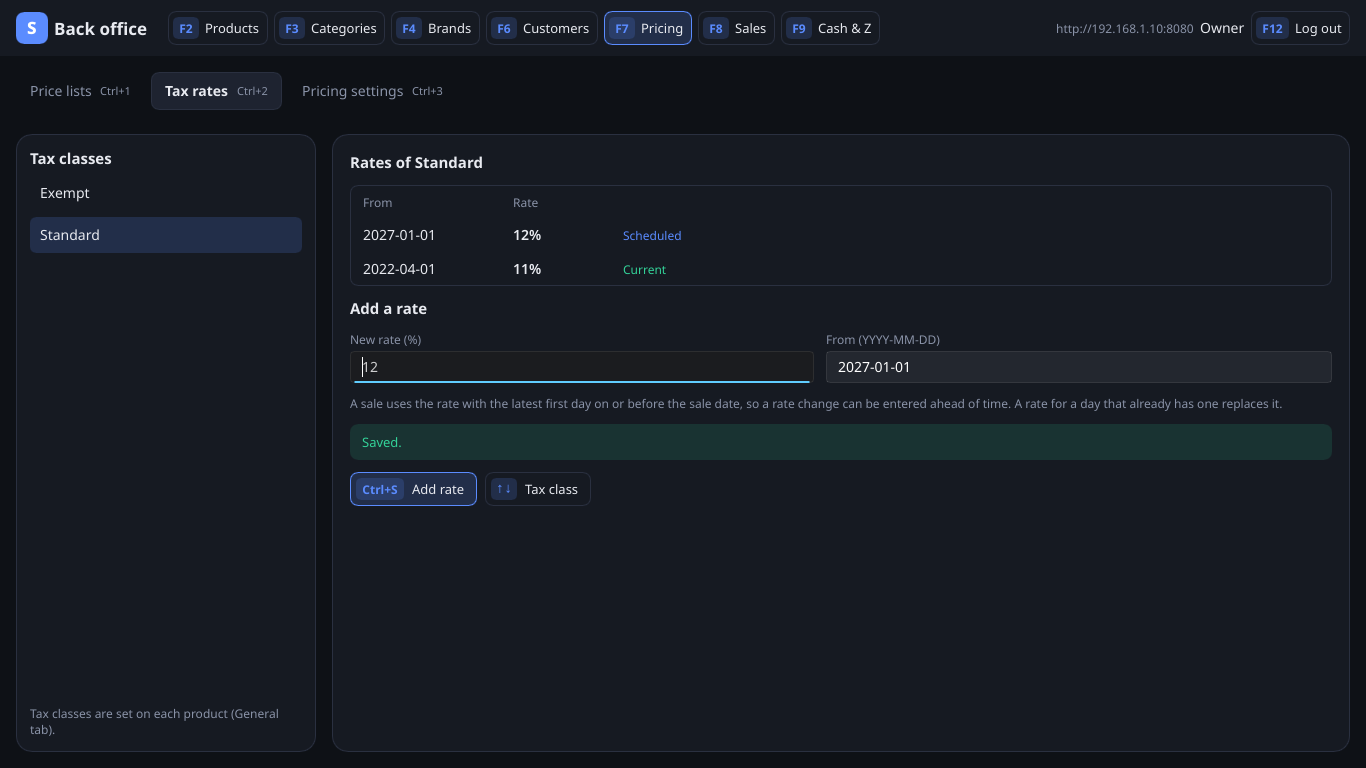 S Back office F2 Products F3 Categories F4 Brands F6 Customers F7 Pricing F8 Sales F9 Cash & Z http://192.168.1.10:8080 Owner F12 Log out
Price lists Ctrl+1 Tax rates Ctrl+2 Pricing settings Ctrl+3
Tax classes
Exempt
Standard
Tax classes are set on each product (General
tab).
Rates of Standard
From Rate
2027-01-01 12% Scheduled
2022-04-01 11% Current
Add a rate
New rate (%) From (YYYY-MM-DD)
12 2027-01-01
A sale uses the rate with the latest first day on or before the sale date, so a rate change can be entered ahead of time. A rate for a day that already has one replaces it.
Saved.
Ctrl+S Add rate ↑↓ Tax class